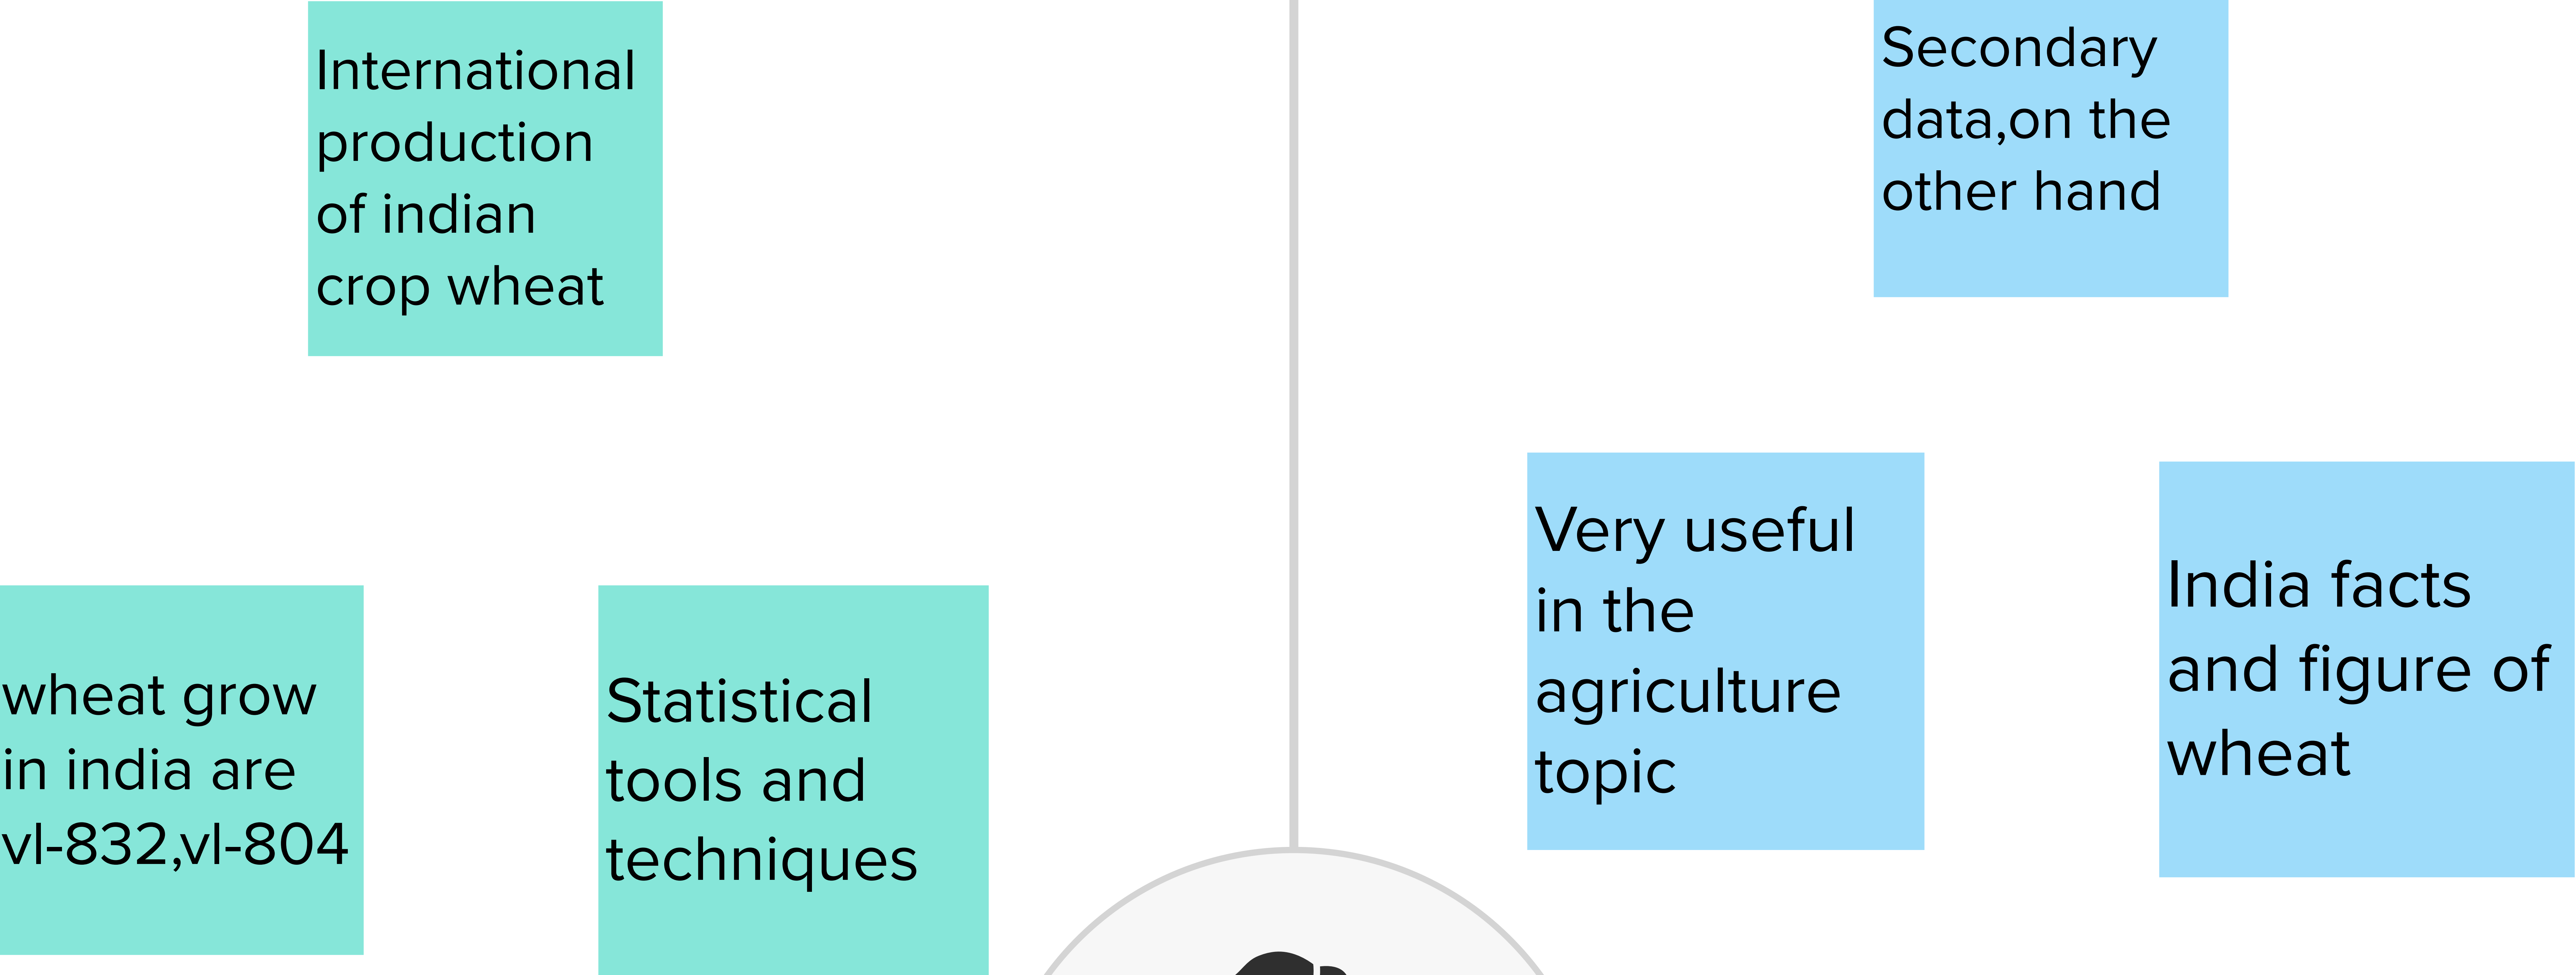 International
production
of indian
crop wheat
Secondary
data,on the
other hand
wheat grow
in india are
vl-832,vl-804
Statistical
tools and
techniques
Very useful
in the
agriculture
topic
India facts
and figure of
wheat